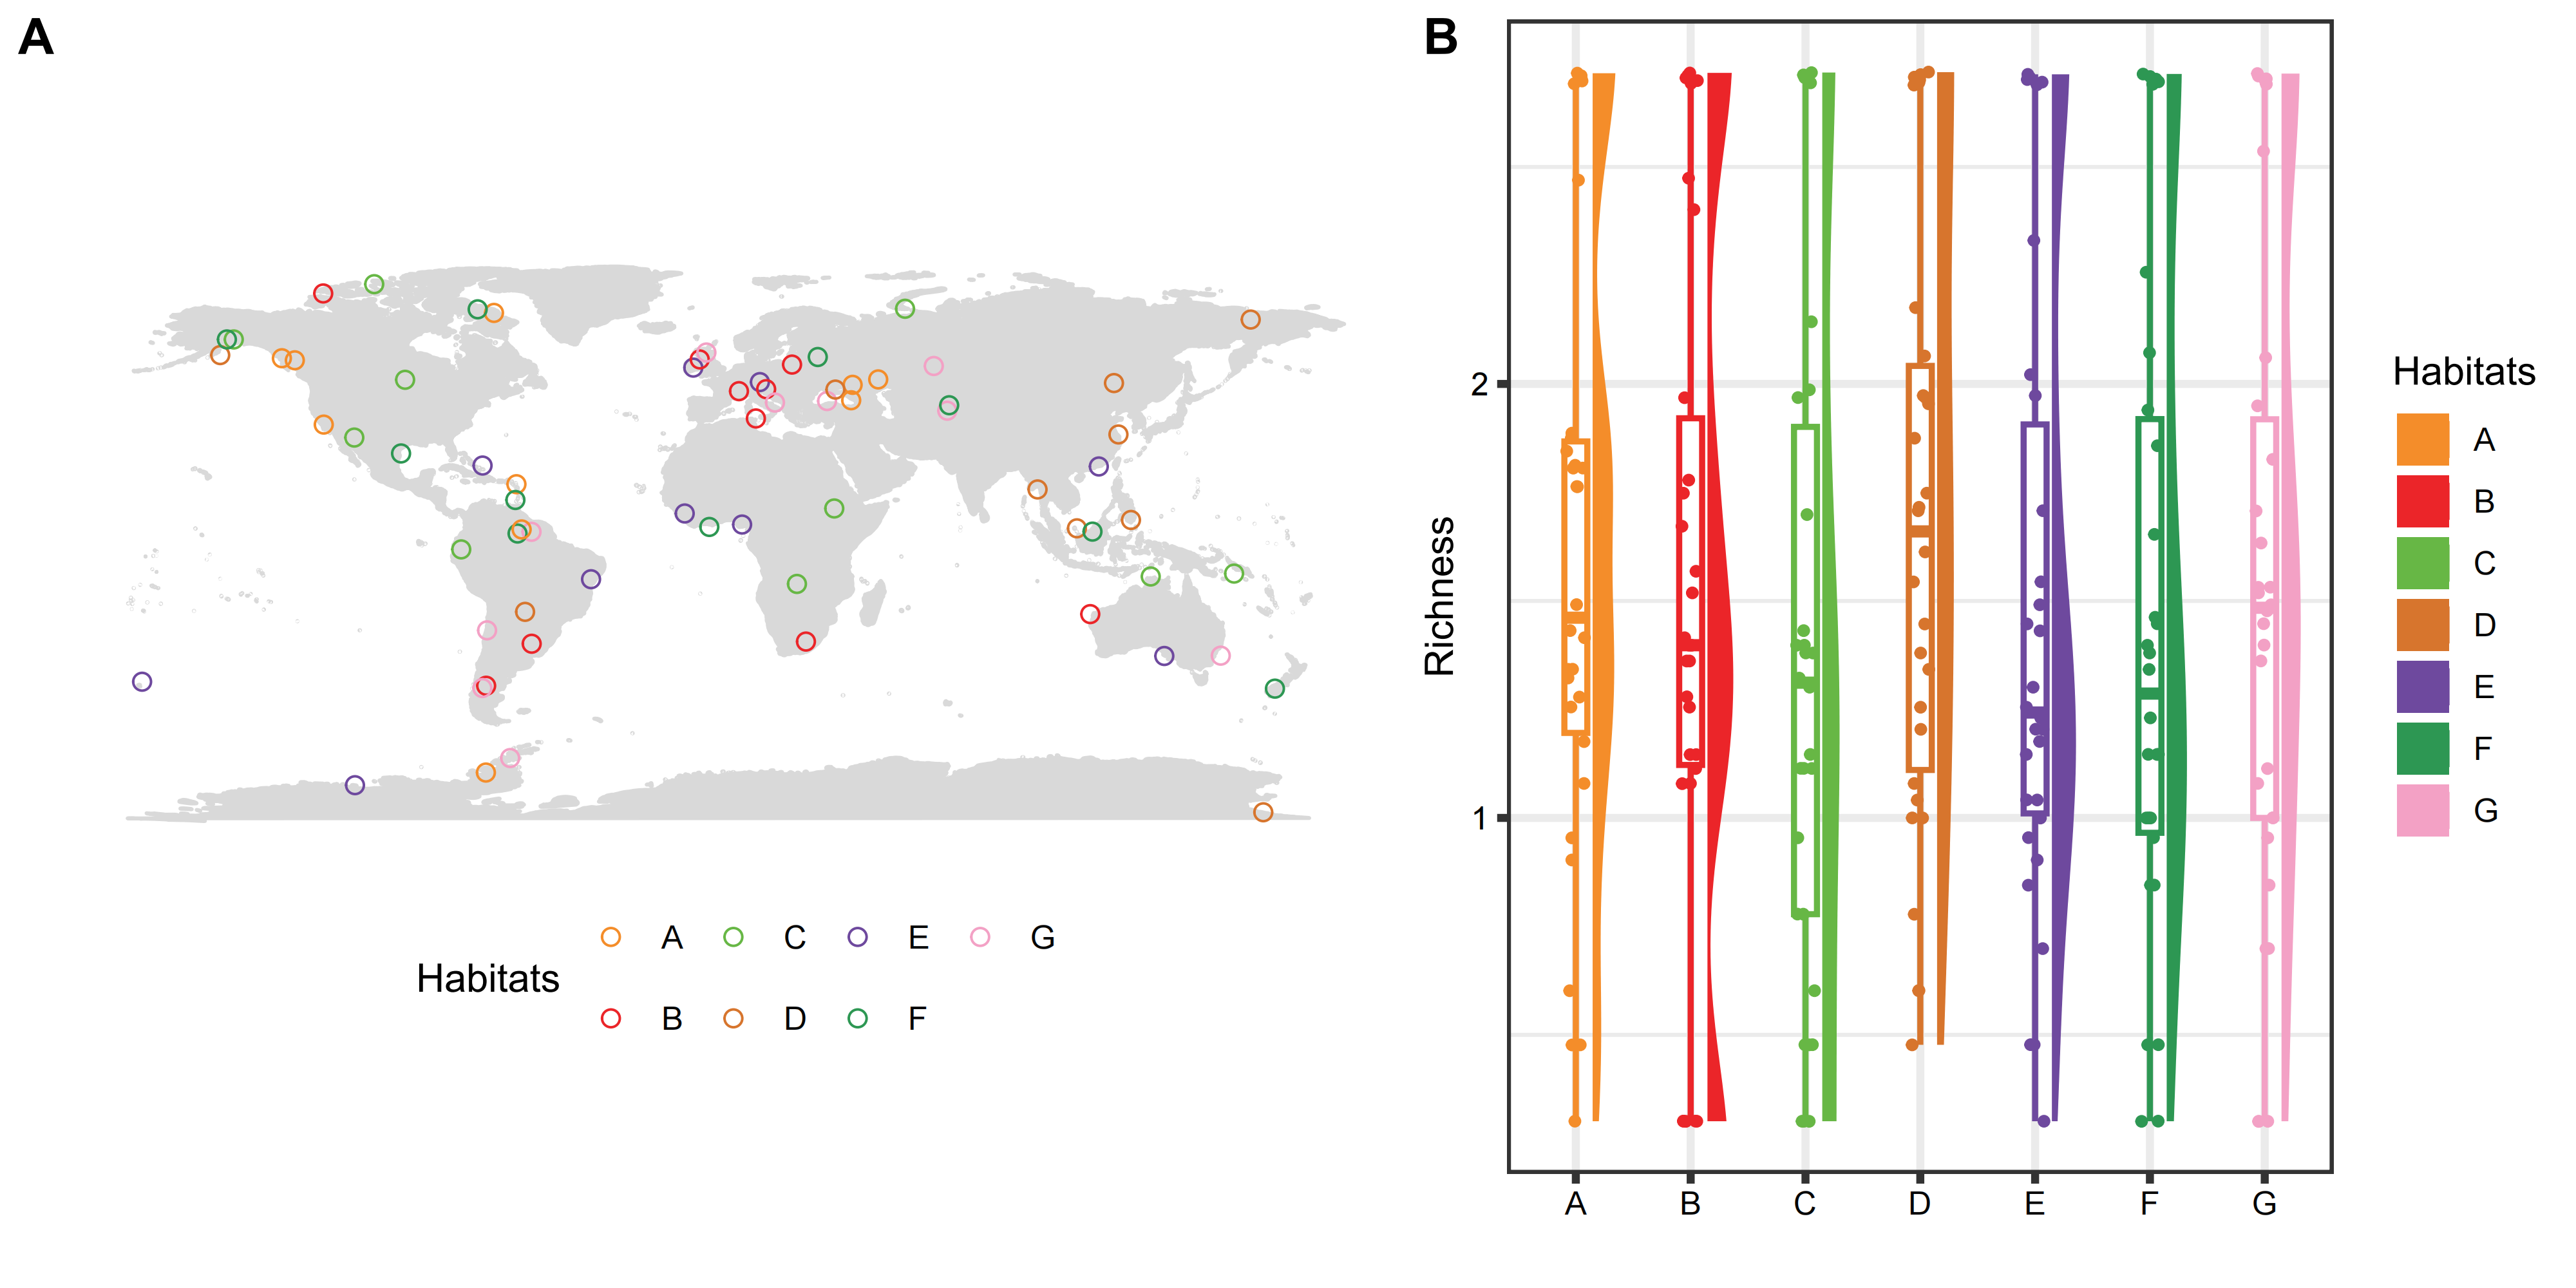 A
B
Richness
2
1
A B C D E F G
Habitats
A
B
C
D
E
F
G
Habitats
A C E G
B D F